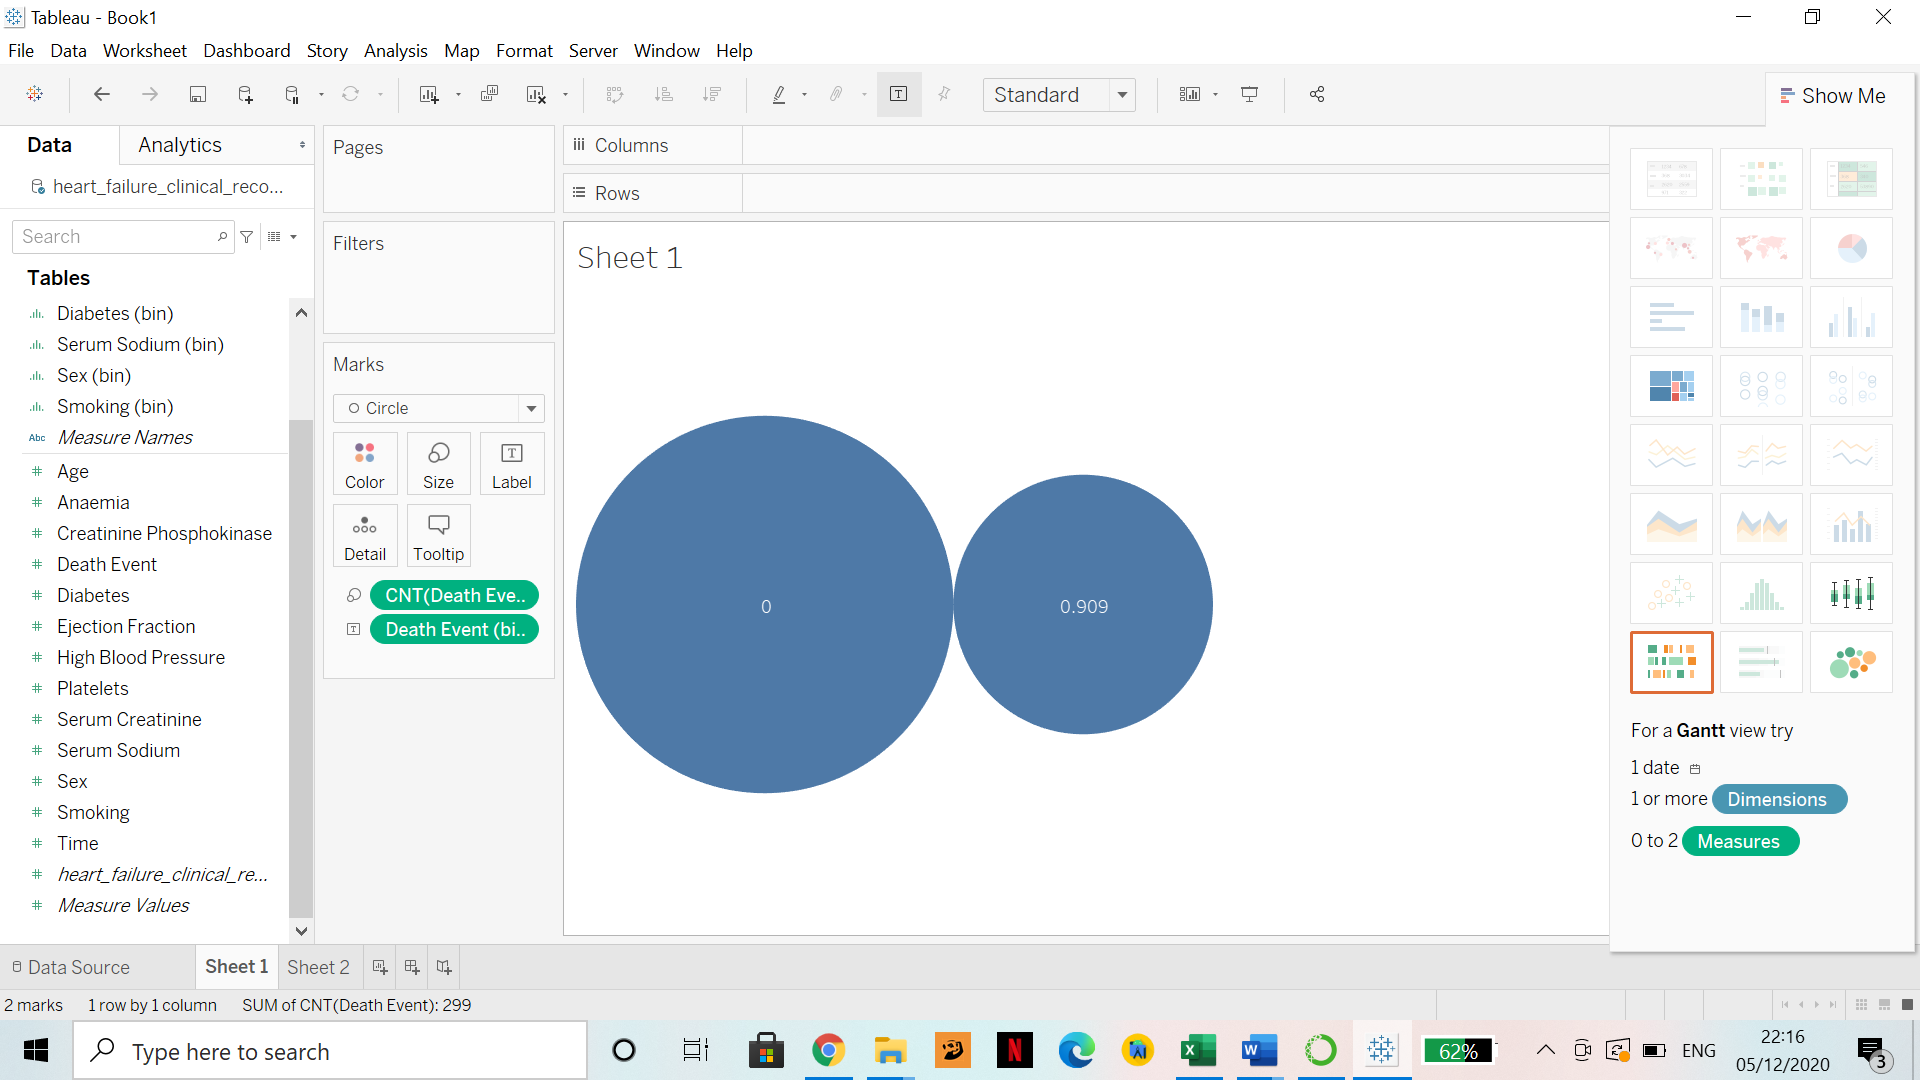 Tableau - Book1
File Data Worksheet Dashboard Story Analysis Map Format Server Window Help
Standard
Show Me
Data
Analytics
heart_failure_clinical_reco...
Search
Tables
Diabetes (bin)
Serum Sodium (bin)
Sex (bin)
Smoking (bin)
Abc Measure Names
Age
Anaemia
Creatinine Phosphokinase
Death Event
Diabetes
Ejection Fraction
High Blood Pressure
Platelets
Serum Creatinine
Serum Sodium
Sex
Smoking
Time
heart_failure_clinical_re...
Measure Values
Pages
Filters
Marks
Circle
Color Size Label
Detail Tooltip
CNT(Death Eve..
Death Event (bi..
Columns
Rows
Sheet 1
0
0.909
For a Gantt view try
1 date
1 or more Dimensions
0 to 2 Measures
Data Source
Sheet 1
Sheet 2
2 marks 1 row by 1 column SUM of CNT(Death Event): 299
Type here to search
62%
ENG
22:16
05/12/2020
3